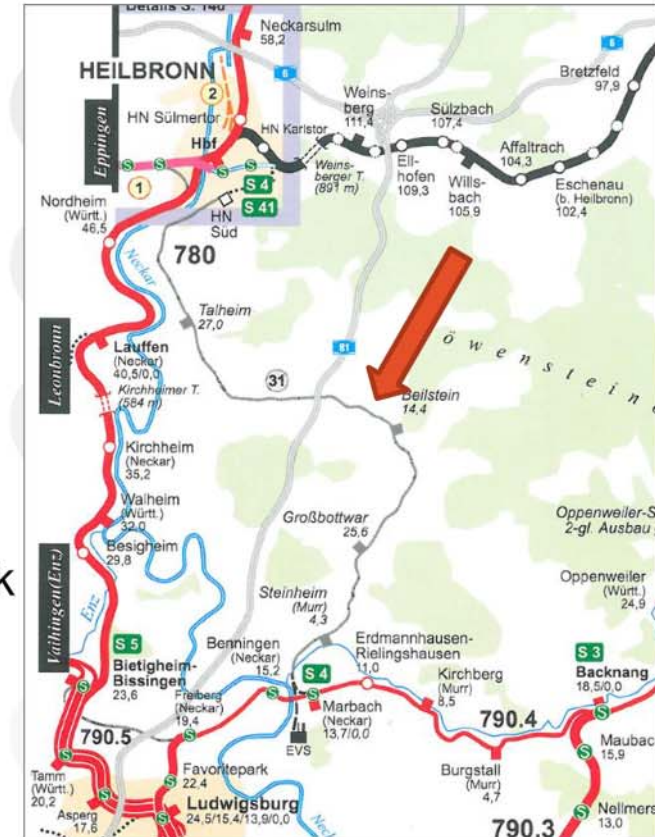 Details S. 140
Neckarsulm
58,2
HEILBRONN
6
6
Bretzfeld
97,9
2
HN Sülmertor
Weins-
berg
111,4
Sülzbach
107,4
HN Karlstor
Hbf
Eppingen
Weins-
berger T.
(891 m)
Ell-
hofen
109,3
Affaltrach
104,3
Wills-
bach
105,9
Eschenau
(b. Heilbronn)
102,4
1
S 4
S 41
HN
Süd
Nordheim
(Württ.)
46,5
780
Neckar
Talheim
27,0
81
öwensteine
Leonbronn
Lauffen
(Neckar)
40,5/0,0
31
Kirchheimer T.
(584 m)
Beilstein
14,4
Kirchheim
(Neckar)
35,2
Walheim
(Württ.)
32,0
Großbottwar
25,6
Oppenweiler-S
2-gl. Ausbau
k
Besigheim
29,8
Steinheim
(Murr)
4,3
Oppenweiler
(Württ.)
24,9
Vaihingen(Enz)
Enz
S 5
Bietigheim-
Bissingen
23,6
Benningen
(Neckar)
15,2
Erdmannhausen-
Rielingshausen
11,0
S 4
S 3
Backnang
18,5/0,0
Kirchberg
(Murr)
8,5
Freiberg
(Neckar)
19,4
Marbach
(Neckar)
13,7/0,0
790.4
790.5
EVS
Maubac
15,9
Favoritepark
22,4
Burgstall
(Murr)
4,7
Tamm
(Württ.)
20,2
Asperg
17,6
Ludwigsburg
24,5/15,4/13,9/0,0
Neck
790.3
Nellmers
13,0